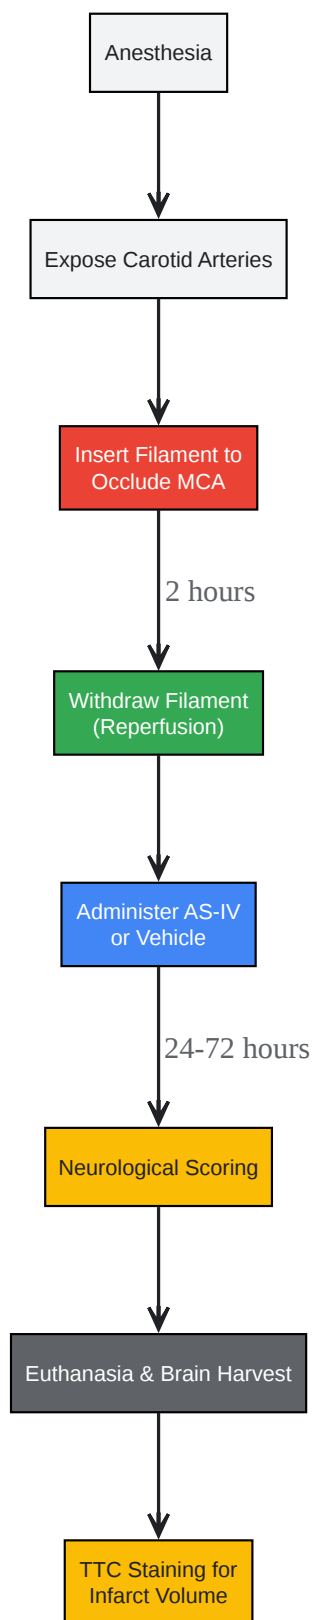 Anesthesia
Expose Carotid Arteries
Insert Filament to
Occlude MCA
2 hours
Withdraw Filament
(Reperfusion)
Administer AS-IV
or Vehicle
24-72 hours
Neurological Scoring
Euthanasia & Brain Harvest
TTC Staining for
Infarct Volume